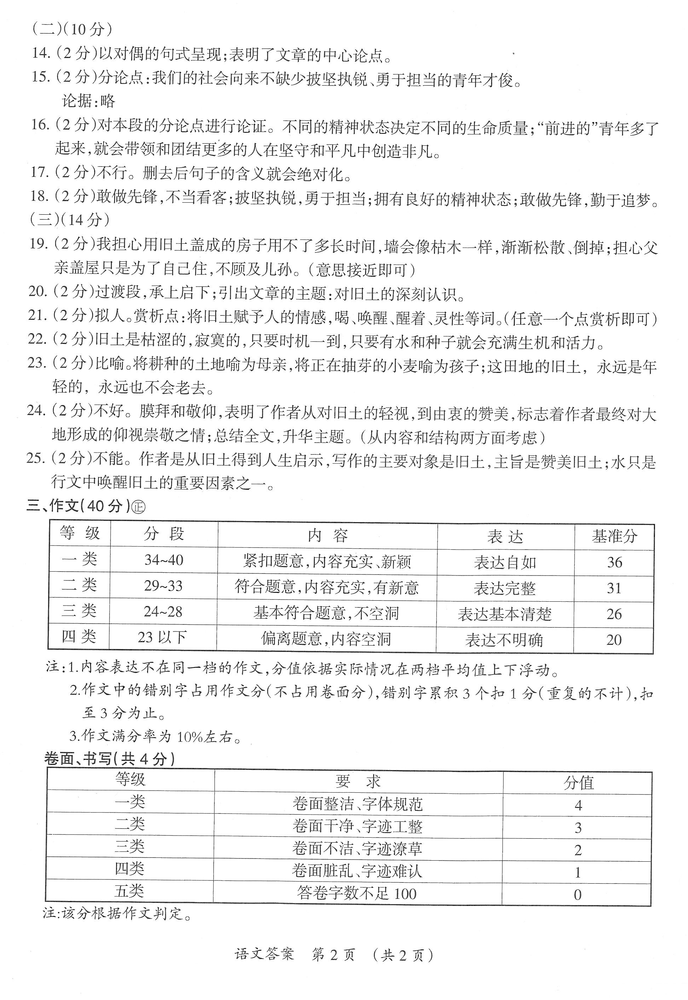 (二)(10分)
14. (2分)以对偶的句式呈现;表明了文章的中心论点。
15. (2分)分论点:我们的社会向来不缺少披坚执锐、勇于担当的青年才俊。
论据:略
16. (2分)对本段的分论点进行论证。不同的精神状态决定不同的生命质量;“前进的”青年多了
起来,就会带领和团结更多的人在坚守和平凡中创造非凡。
17. (2分)不行。删去后句子的含义就会绝对化。
18. (2分)敢做先锋,不当看客;披坚执锐,勇于担当;拥有良好的精神状态;敢做先锋,勤于追梦。
(三)(14分)
19. (2分)我担心用旧土盖成的房子用不了多长时间,墙会像枯木一样,渐渐松散、倒掉;担心父
亲盖屋只是为了自己住,不顾及儿孙。(意思接近即可)
20. (2分)过渡段,承上启下;引出文章的主题:对旧土的深刻认识。
21. (2分)拟人。赏析点:将旧土赋予人的情感,喝、唤醒、醒着、灵性等词。(任意一个点赏析即可)
22. (2分)旧土是枯涩的,寂寞的,只要时机一到,只要有水和种子就会充满生机和活力。
23. (2分)比喻。将耕种的土地喻为母亲,将正在抽芽的小麦喻为孩子;这田地的旧土,永远是年
轻的,永远也不会老去。
24. (2分)不好。膜拜和敬仰,表明了作者从对旧土的轻视,到由衷的赞美,标志着作者最终对大
地形成的仰视崇敬之情;总结全文,升华主题。(从内容和结构两方面考虑)
25. (2分)不能。作者是从旧土得到人生启示,写作的主要对象是旧土,主旨是赞美旧土;水只是
行文中唤醒旧土的重要因素之一。
三、作文(40分)㊣
等级 分段 内容 表达 基准分
一类 34~40 紧扣题意,内容充实、新颖 表达自如 36
二类 29~33 符合题意,内容充实,有新意 表达完整 31
三类 24~28 基本符合题意,不空洞 表达基本清楚 26
四类 23以下 偏离题意,内容空洞 表达不明确 20
注:1.内容表达不在同一档的作文,分值依据实际情况在两档平均值上下浮动。
2.作文中的错别字占用作文分(不占用卷面分),错别字累积3个扣1分(重复的不计),扣
至3分为止。
3.作文满分率为10%左右。
卷面、书写(共4分)
等级 要求 分值
一类 卷面整洁、字体规范 4
二类 卷面干净、字迹工整 3
三类 卷面不洁、字迹潦草 2
四类 卷面脏乱、字迹难认 1
五类 答卷字数不足100 0
注:该分根据作文判定。
语文答案 第2页 (共2页)